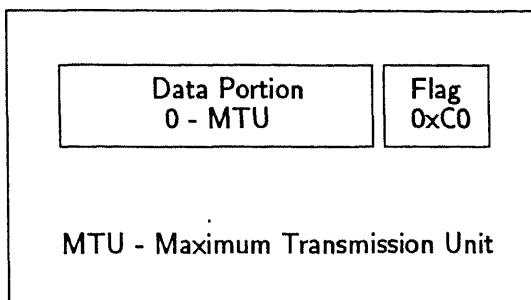 Data Portion
0 - MTU
Flag
0xC0
MTU - Maximum Transmission Unit